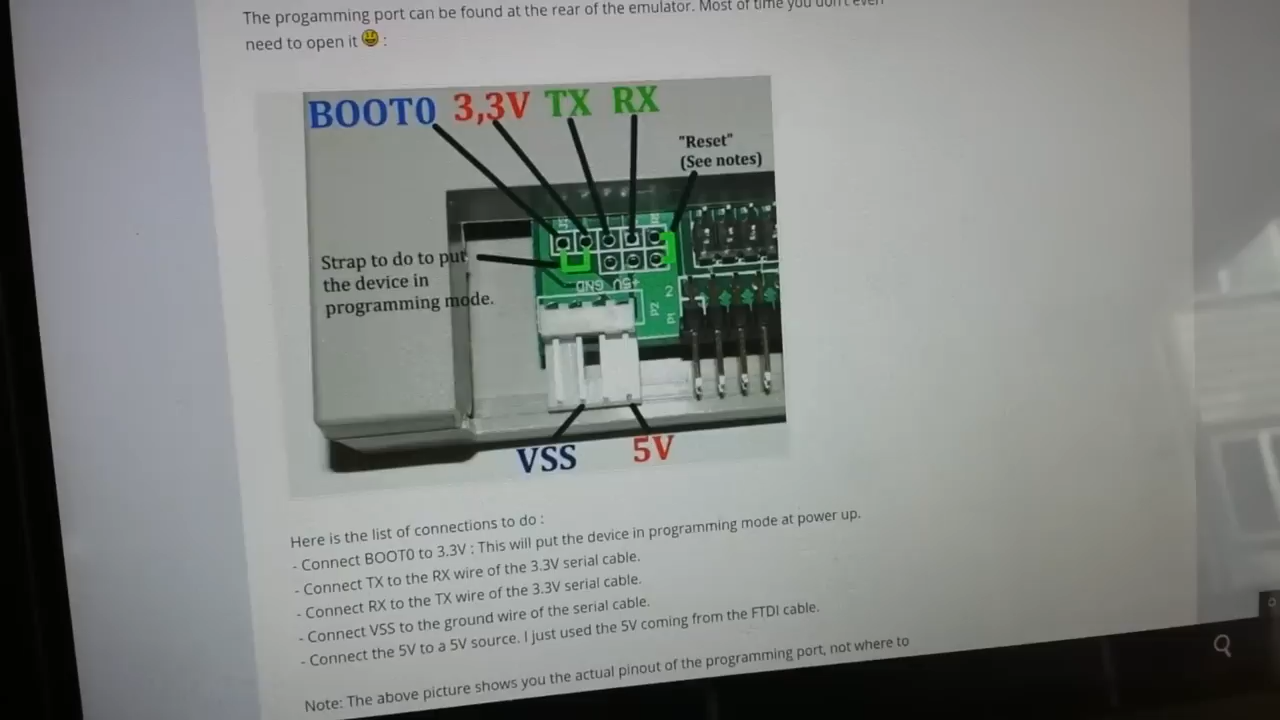 The progamming port can be found at the rear of the emulator. Most of time you don't even
need to open it :
BOOT0 3,3V TX RX
"Reset"
(See notes)
Strap to do to put
the device in
programming mode.
GND +5V
2
P2
P1
VSS 5V
Here is the list of connections to do :
- Connect BOOT0 to 3.3V : This will put the device in programming mode at power up.
- Connect TX to the RX wire of the 3.3V serial cable.
- Connect RX to the TX wire of the 3.3V serial cable.
- Connect VSS to the ground wire of the serial cable.
- Connect the 5V to a 5V source. I just used the 5V coming from the FTDI cable.
Note: The above picture shows you the actual pinout of the programming port, not where to